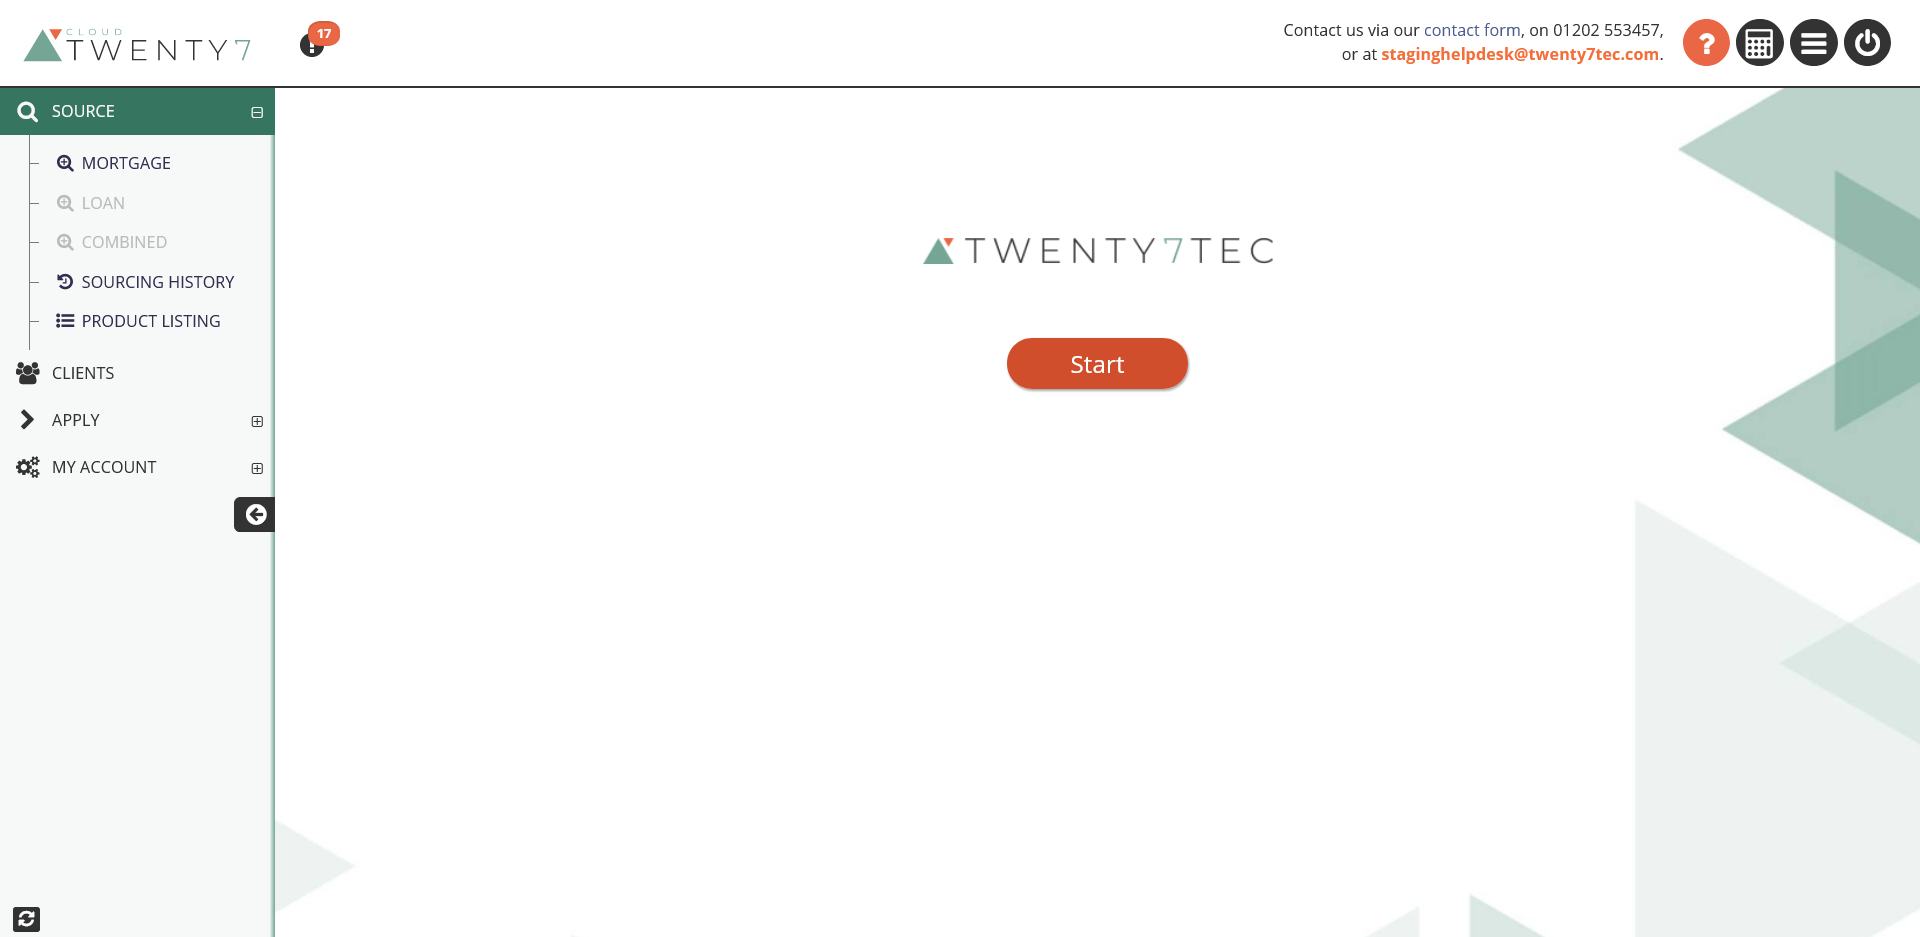 CLOUD
TWENTY7
17
Contact us via our contact form, on 01202 553457,
or at staginghelpdesk@twenty7tec.com.
SOURCE
MORTGAGE
LOAN
COMBINED
SOURCING HISTORY
PRODUCT LISTING
CLIENTS
APPLY
MY ACCOUNT
TWENTY7TEC
Start